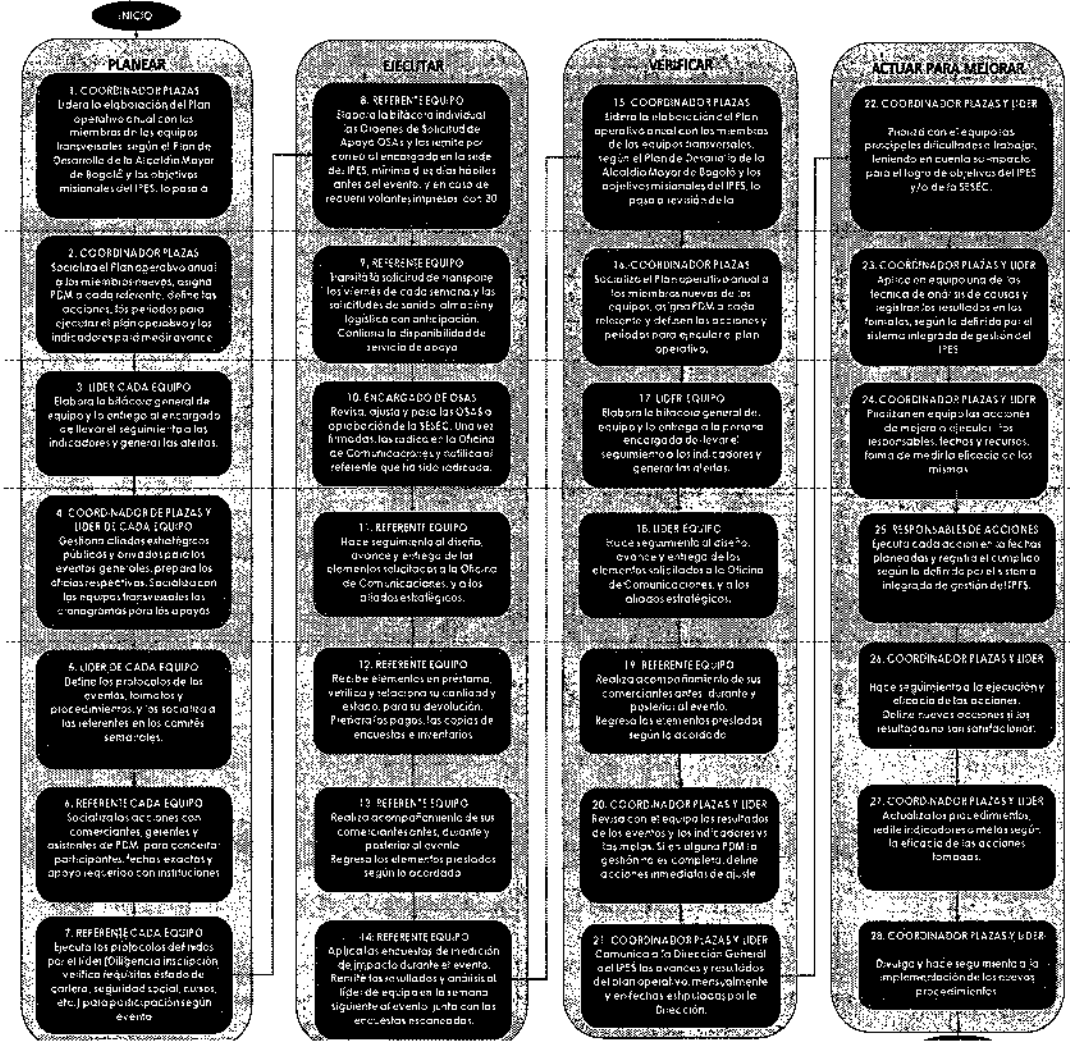 INICIO
PLANEAR
1. COORDINADOR PLAZAS
Lidera la elaboración del Plan
operativo anual con los
miembros de los equipos
transversales, según el Plan de
Desarrollo de la Alcaldía Mayor
de Bogotá y los objetivos
misionales del IPES, lo pasa a
2. COORDINADOR PLAZAS
Socializa el Plan operativo anual
a los miembros nuevos, asigna
PDM a cada referente, define las
acciones, los periodos para
ejecutar el plan operativo y los
indicadores para medir avance
3. LIDER CADA EQUIPO
Elabora la bitácora general de
equipo y la entrega al encargado
de llevar el seguimiento a las
indicadores y generar las alertas.
4. COORDINADOR DE PLAZAS Y
LIDER DE CADA EQUIPO
Gestiona aliados estratégicos
públicos y privados para los
eventos generales, prepara los
oficios respectivos. Socializa con
los equipos transversales los
cronogramas para los apoyos
5. LIDER DE CADA EQUIPO
Define los protocolos de los
eventos, formatos y
procedimientos, y los socializa a
los referentes en los comités
semanales.
6. REFERENTE CADA EQUIPO
Socializa las acciones con
comerciantes, gerentes y
asistentes de PDM, para concertar
participantes, fechas exactas y
apoyo requerido con instituciones
7. REFERENTE CADA EQUIPO
Ejecuta los protocolos definidos
por el líder (Diligencia inscripción
verifica requisitos estado de
cartera, seguridad social, cursos,
etc.) para participación según
evento
EJECUTAR
8. REFERENTE EQUIPO
Elabora la bitácora individual
las Ordenes de Solicitud de
Apoyo OSAs y las remite por
correo al encargado en la sede
del IPES, mínimo diez días hábiles
antes del evento, y en caso de
requerir volantes impresos, con 30
9. REFERENTE EQUIPO
Tramita la solicitud de transporte
los viernes de cada semana, y las
solicitudes de sonido, almacén y
logística con anticipación.
Confirma la disponibilidad de
servicio de apoyo
10. ENCARGADO DE OSAS
Revisa, ajusta y pasa las OSAS a
aprobación de la SESEC. Una vez
firmadas, las radica en la Oficina
de Comunicaciones y notifica al
referente que ha sido radicada.
11. REFERENTE EQUIPO
Hace seguimiento al diseño,
avance y entrega de los
elementos solicitados a la Oficina
de Comunicaciones, y a los
aliados estratégicos.
12. REFERENTE EQUIPO
Recibe elementos en préstamo,
verifica y relaciona su cantidad y
estado, para su devolución.
Prepara los pagos, las copias de
encuestas e inventarios
13. REFERENTE EQUIPO
Realiza acompañamiento de sus
comerciantes antes, durante y
posterior al evento
Regresa los elementos prestados
según lo acordado
14. REFERENTE EQUIPO
Aplica las encuestas de medición
de impacto durante el evento.
Remite los resultados y análisis al
líder de equipo en la semana
siguiente al evento, junto con las
encuestas escaneadas.
VERIFICAR
15. COORDINADOR PLAZAS
Lidera la elaboración del Plan
operativo anual con los miembros
de los equipos transversales,
según el Plan de Desarrollo de la
Alcaldía Mayor de Bogotá y los
objetivos misionales del IPES, lo
pasa a revisión de la
16. COORDINADOR PLAZAS
Socializa el Plan operativo anual a
los miembros nuevos de los
equipos, asigna PDM a cada
referente y definen las acciones y
periodos para ejecutar el plan
operativo.
17. LIDER EQUIPO
Elabora la bitácora general de
equipo y la entrega a la persona
encargada de llevar el
seguimiento a los indicadores y
generar las alertas.
18. LIDER EQUIPO
Hace seguimiento al diseño,
avance y entrega de los
elementos solicitados a la Oficina
de Comunicaciones, y a los
aliados estratégicos.
19. REFERENTE EQUIPO
Realiza acompañamiento de sus
comerciantes antes, durante y
posterior al evento.
Regresa los elementos prestados
según lo acordado
20. COORDINADOR PLAZAS Y LIDER
Revisa con el equipo los resultados
de los eventos y los indicadores vs
las metas. Si en alguna PDM la
gestión no es completa, define
acciones inmediatas de ajuste
21. COORDINADOR PLAZAS Y LIDER
Comunica a la Dirección General
del IPES los avances y resultados
del plan operativo, mensualmente
y en fechas estipuladas por la
Dirección.
ACTUAR PARA MEJORAR
22. COORDINADOR PLAZAS Y LIDER
Prioriza con el equipo las
principales dificultades a trabajar,
teniendo en cuenta su impacto
para el logro de objetivos del IPES
y/o de la SESEC.
23. COORDINADOR PLAZAS Y LIDER
Aplica en equipo una de las
técnica de análisis de causas y
registran los resultados en los
formatos, según lo definido por el
sistema integrado de gestión del
IPES
24. COORDINADOR PLAZAS Y LIDER
en equipo las acciones
de mejora a ejecutar, los
responsables, fechas y recursos,
forma de medir la eficacia de las
mismas
25. RESPONSABLES DE ACCIONES
Ejecuta cada acción en la fechas
planeadas y registra el cumplido
según lo definido por el sistema
integrado de gestión del IPES.
26. COORDINADOR PLAZAS Y LIDER
Hace seguimiento a la ejecución y
eficacia de las acciones.
Define nuevas acciones si los
resultados no son satisfactorios.
27. COORDINADOR PLAZAS Y LIDER
Actualiza los procedimientos,
indicadores o metas según
la eficacia de las acciones
tomadas.
28. COORDINADOR PLAZAS Y LIDER
Divulga y hace seguimiento a la
implementación de los nuevos
procedimientos